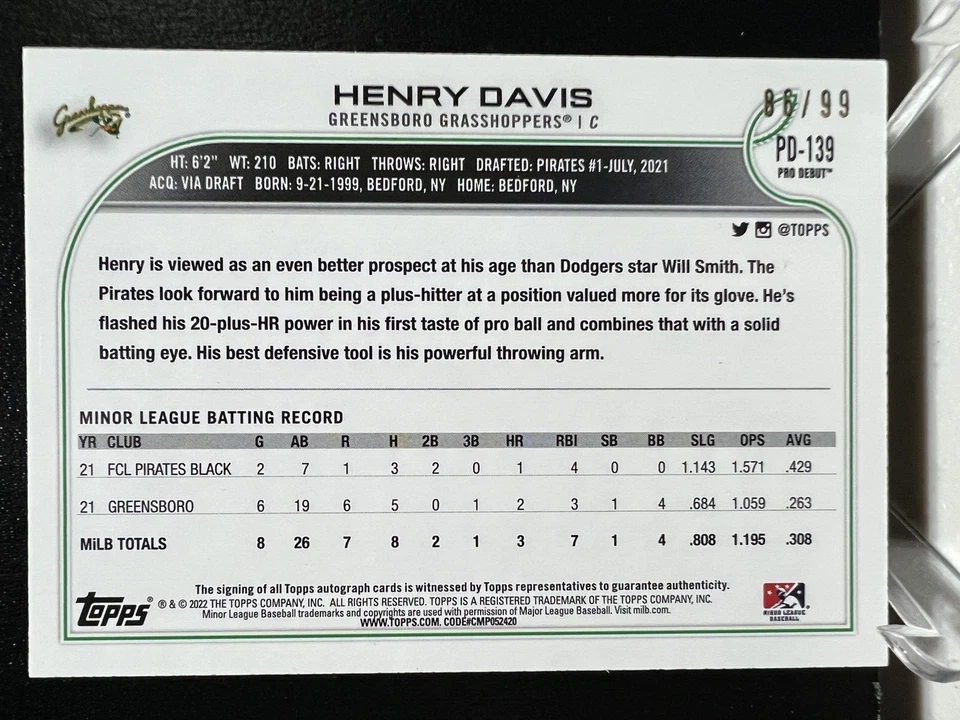 Grasshoppers®
HENRY DAVIS
GREENSBORO GRASSHOPPERS® | C
86/99
PD-139
PRO DEBUT™
HT: 6'2" WT: 210 BATS: RIGHT THROWS: RIGHT DRAFTED: PIRATES #1-JULY, 2021
ACQ: VIA DRAFT BORN: 9-21-1999, BEDFORD, NY HOME: BEDFORD, NY
@TOPPS
Henry is viewed as an even better prospect at his age than Dodgers star Will Smith. The
Pirates look forward to him being a plus-hitter at a position valued more for its glove. He's
flashed his 20-plus-HR power in his first taste of pro ball and combines that with a solid
batting eye. His best defensive tool is his powerful throwing arm.
MINOR LEAGUE BATTING RECORD
YR CLUB G AB R H 2B 3B HR RBI SB BB SLG OPS AVG
21 FCL PIRATES BLACK 2 7 1 3 2 0 1 4 0 0 1.143 1.571 .429
21 GREENSBORO 6 19 6 5 0 1 2 3 1 4 .684 1.059 .263
MiLB TOTALS 8 26 7 8 2 1 3 7 1 4 .808 1.195 .308
The signing of all Topps autograph cards is witnessed by Topps representatives to guarantee authenticity.
TOPPS® ® & © 2022 THE TOPPS COMPANY, INC. ALL RIGHTS RESERVED. TOPPS IS A REGISTERED TRADEMARK OF THE TOPPS COMPANY, INC.
Minor League Baseball trademarks and copyrights are used with permission of Major League Baseball. Visit milb.com.
WWW.TOPPS.COM. CODE#CMP052420
MINOR LEAGUE
BASEBALL